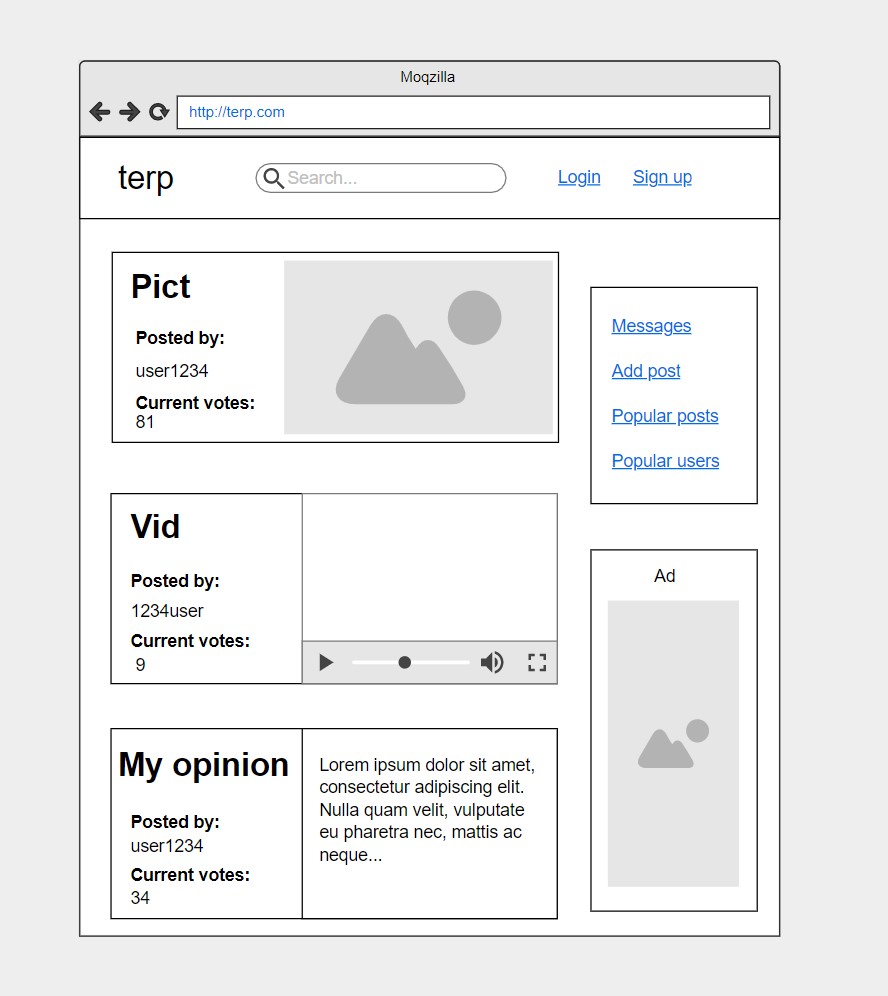 Moqzilla
http://terp.com
terp
Search...
Login
Sign up
Pict
Posted by:
user1234
Current votes:
81
Vid
Posted by:
1234user
Current votes:
9
My opinion
Posted by:
user1234
Current votes:
34
Lorem ipsum dolor sit amet,
consectetur adipiscing elit.
Nulla quam velit, vulputate
eu pharetra nec, mattis ac
neque...
Messages
Add post
Popular posts
Popular users
Ad